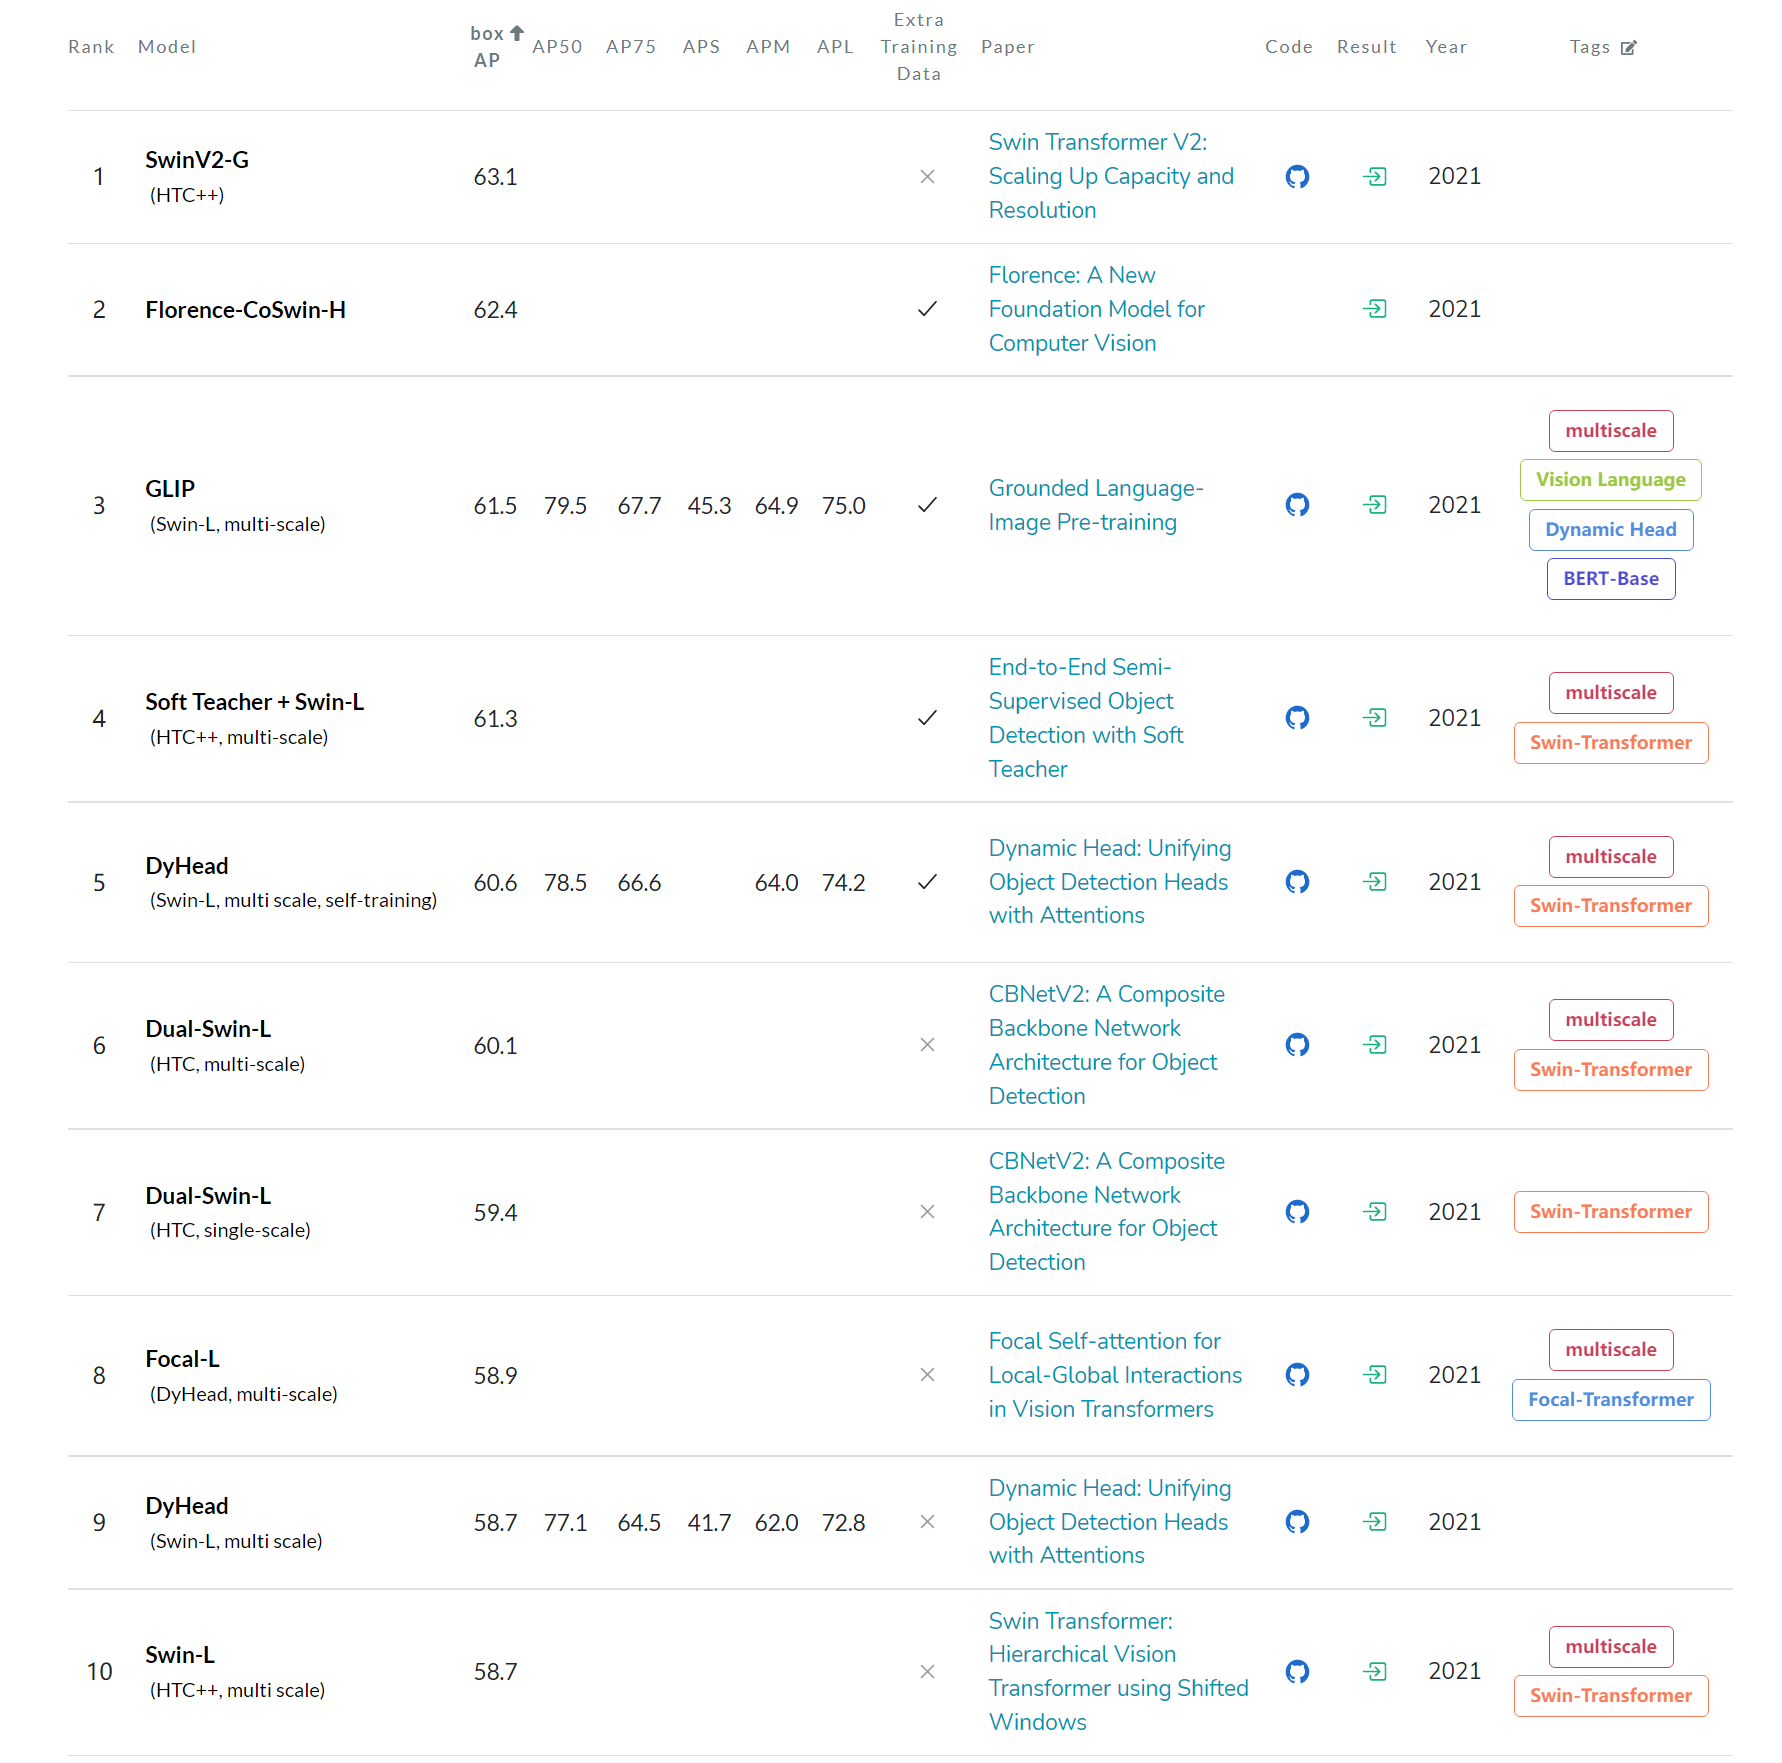 Rank Model box AP AP50 AP75 APS APM APL Extra Training Data Paper Code Result Year Tags
1 SwinV2-G (HTC++) 63.1 Swin Transformer V2: Scaling Up Capacity and Resolution 2021
2 Florence-CoSwin-H 62.4 Florence: A New Foundation Model for Computer Vision 2021
3 GLIP (Swin-L, multi-scale) 61.5 79.5 67.7 45.3 64.9 75.0 Grounded Language-Image Pre-training 2021 multiscale Vision Language Dynamic Head BERT-Base
4 Soft Teacher + Swin-L (HTC++, multi-scale) 61.3 End-to-End Semi-Supervised Object Detection with Soft Teacher 2021 multiscale Swin-Transformer
5 DyHead (Swin-L, multi scale, self-training) 60.6 78.5 66.6 64.0 74.2 Dynamic Head: Unifying Object Detection Heads with Attentions 2021 multiscale Swin-Transformer
6 Dual-Swin-L (HTC, multi-scale) 60.1 CBNetV2: A Composite Backbone Network Architecture for Object Detection 2021 multiscale Swin-Transformer
7 Dual-Swin-L (HTC, single-scale) 59.4 CBNetV2: A Composite Backbone Network Architecture for Object Detection 2021 Swin-Transformer
8 Focal-L (DyHead, multi-scale) 58.9 Focal Self-attention for Local-Global Interactions in Vision Transformers 2021 multiscale Focal-Transformer
9 DyHead (Swin-L, multi scale) 58.7 77.1 64.5 41.7 62.0 72.8 Dynamic Head: Unifying Object Detection Heads with Attentions 2021
10 Swin-L (HTC++, multi scale) 58.7 Swin Transformer: Hierarchical Vision Transformer using Shifted Windows 2021 multiscale Swin-Transformer